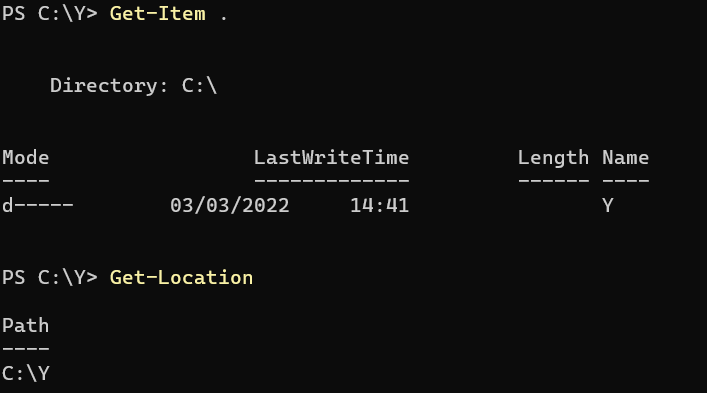 PS C:\Y> Get-Item .
Directory: C:\
Mode                 LastWriteTime         Length Name
----                 -------------         ------ ----
d-----        03/03/2022     14:41                Y
PS C:\Y> Get-Location
Path
----
C:\Y